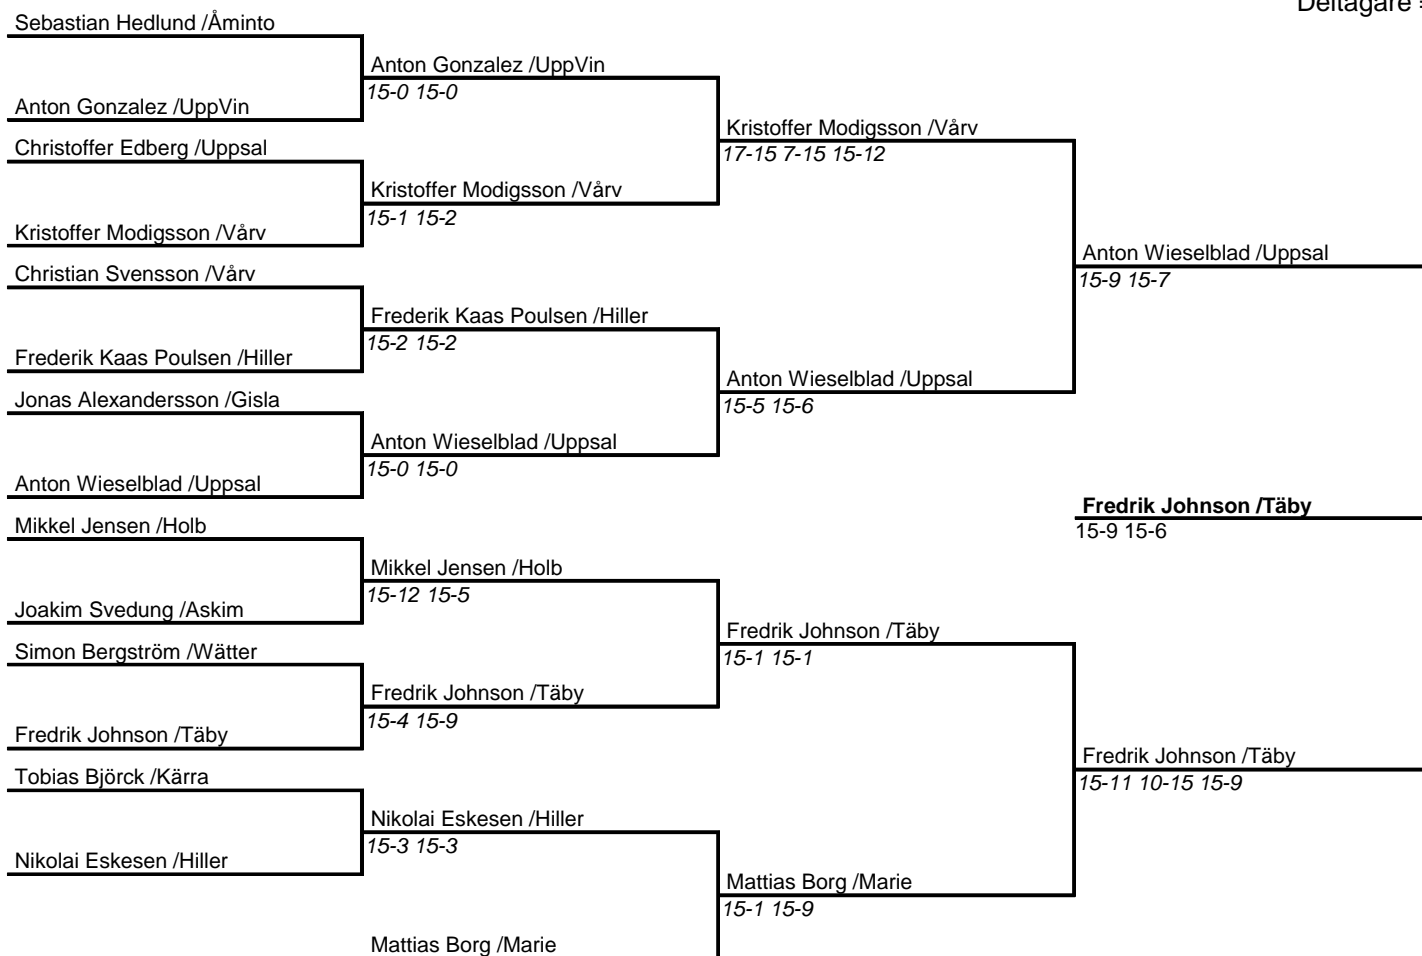 Deltagare =
Sebastian Hedlund /Åminto
Anton Gonzalez /UppVin
15-0 15-0
Anton Gonzalez /UppVin
Kristoffer Modigsson /Vårv
17-15 7-15 15-12
Christoffer Edberg /Uppsal
Kristoffer Modigsson /Vårv
15-1 15-2
Kristoffer Modigsson /Vårv
Anton Wieselblad /Uppsal
15-9 15-7
Christian Svensson /Vårv
Frederik Kaas Poulsen /Hiller
15-2 15-2
Frederik Kaas Poulsen /Hiller
Anton Wieselblad /Uppsal
15-5 15-6
Jonas Alexandersson /Gisla
Anton Wieselblad /Uppsal
15-0 15-0
Anton Wieselblad /Uppsal
Fredrik Johnson /Täby
15-9 15-6
Mikkel Jensen /Holb
Mikkel Jensen /Holb
15-12 15-5
Joakim Svedung /Askim
Fredrik Johnson /Täby
15-1 15-1
Simon Bergström /Wätter
Fredrik Johnson /Täby
15-4 15-9
Fredrik Johnson /Täby
Fredrik Johnson /Täby
15-11 10-15 15-9
Tobias Björck /Kärra
Nikolai Eskesen /Hiller
15-3 15-3
Nikolai Eskesen /Hiller
Mattias Borg /Marie
15-1 15-9
Mattias Borg /Marie